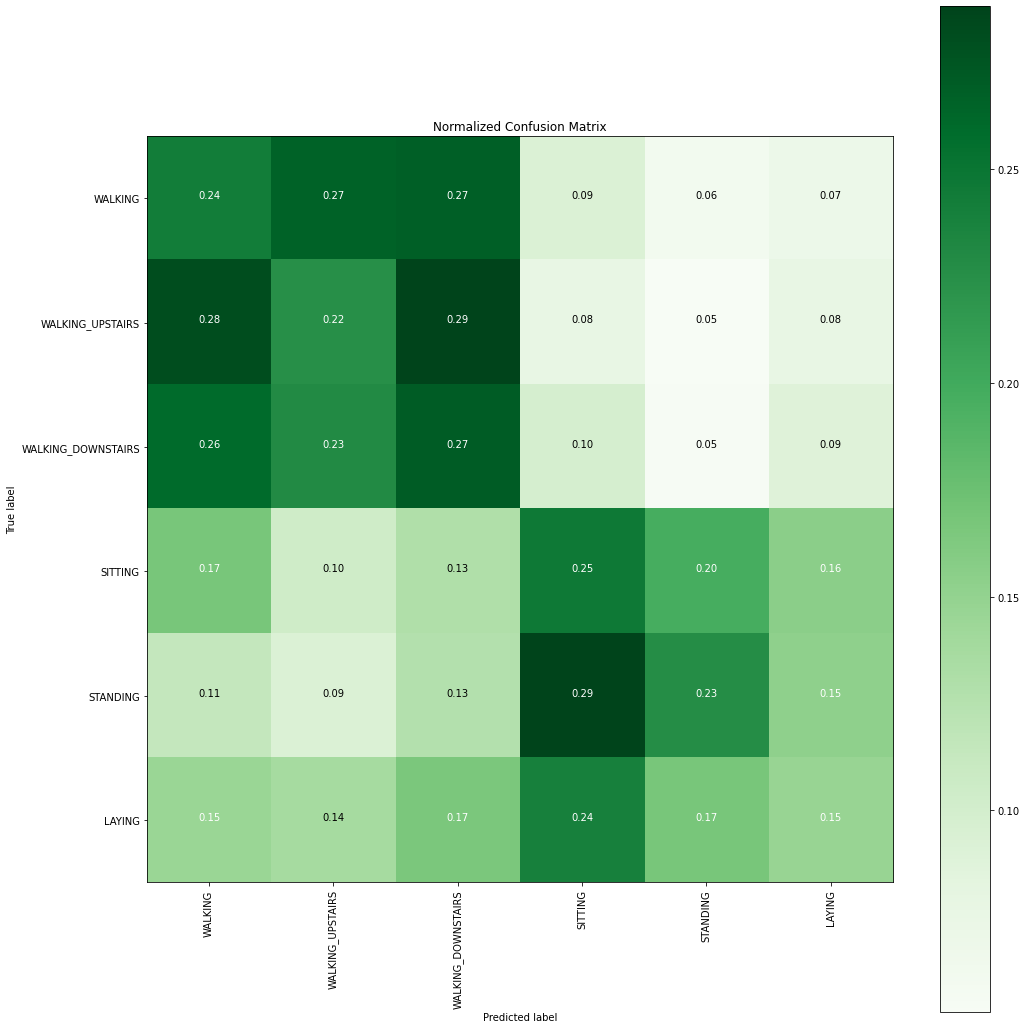 Normalized Confusion Matrix
True label
WALKING 0.24 0.27 0.27 0.09 0.06 0.07
WALKING_UPSTAIRS 0.28 0.22 0.29 0.08 0.05 0.08
WALKING_DOWNSTAIRS 0.26 0.23 0.27 0.10 0.05 0.09
SITTING 0.17 0.10 0.13 0.25 0.20 0.16
STANDING 0.11 0.09 0.13 0.29 0.23 0.15
LAYING 0.15 0.14 0.17 0.24 0.17 0.15
WALKING
WALKING_UPSTAIRS
WALKING_DOWNSTAIRS
SITTING
STANDING
LAYING
Predicted label
0.25
0.20
0.15
0.10